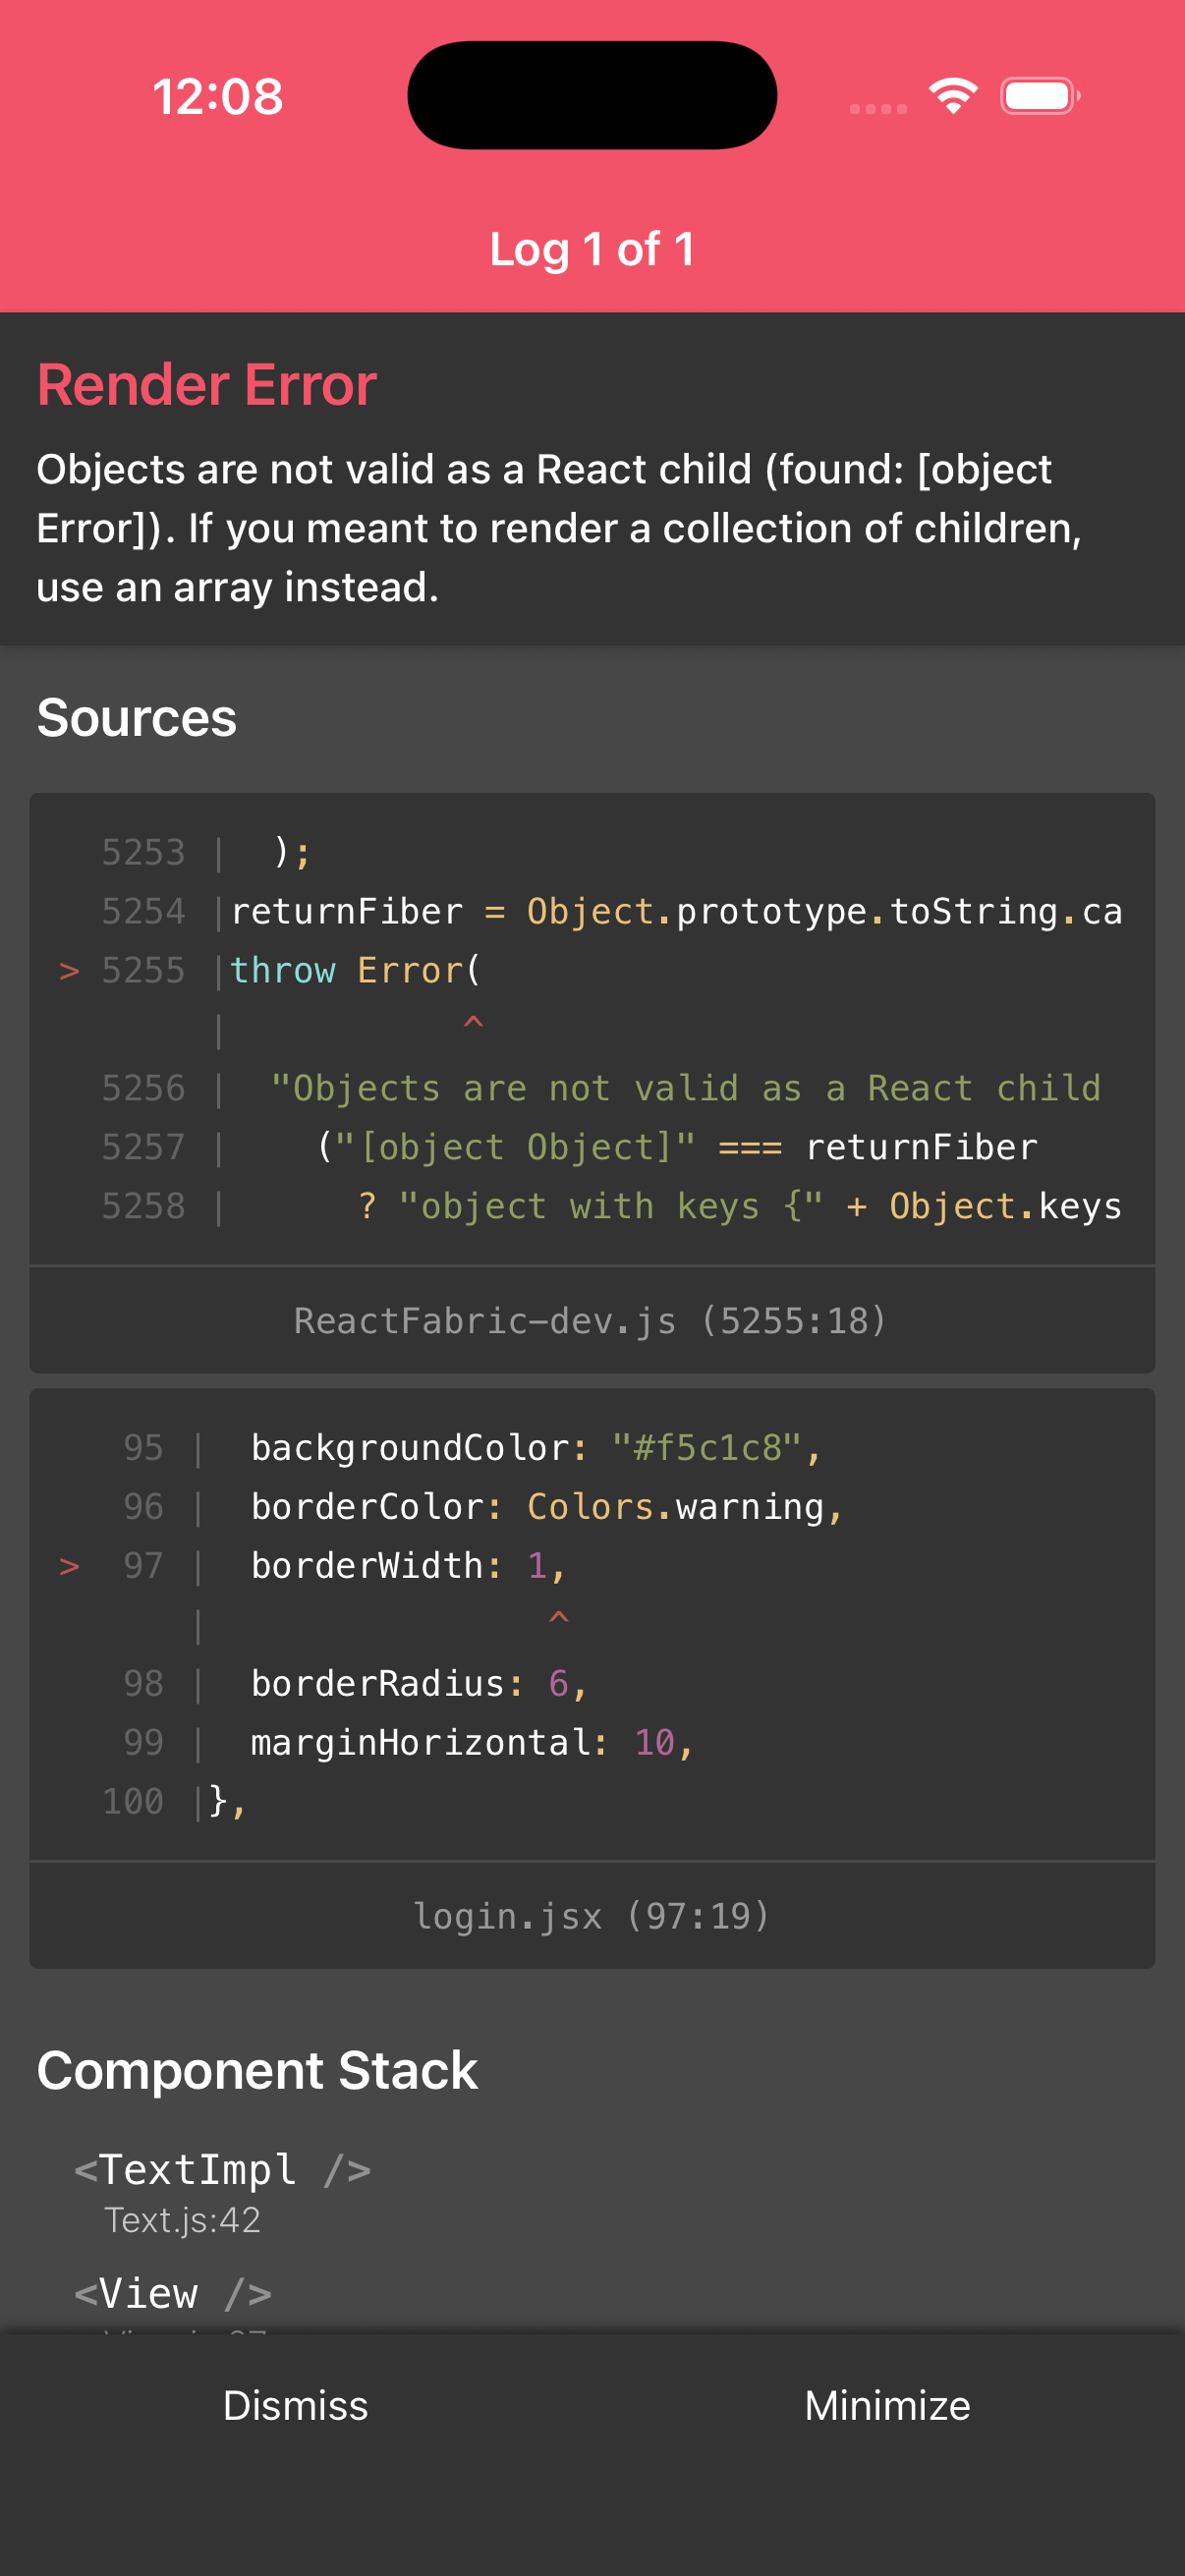 12:08
Log 1 of 1
Render Error
Objects are not valid as a React child (found: [object
Error]). If you meant to render a collection of children,
use an array instead.
Sources
5253 |  );
5254 |returnFiber = Object.prototype.toString.ca
> 5255 |throw Error(
|           ^
5256 |  "Objects are not valid as a React child
5257 |    ("[object Object]" === returnFiber
5258 |      ? "object with keys {" + Object.keys
ReactFabric-dev.js (5255:18)
95 |  backgroundColor: "#f5c1c8",
96 |  borderColor: Colors.warning,
> 97 |  borderWidth: 1,
|                ^
98 |  borderRadius: 6,
99 |  marginHorizontal: 10,
100 |},
login.jsx (97:19)
Component Stack
<TextImpl />
Text.js:42
<View />
Dismiss
Minimize